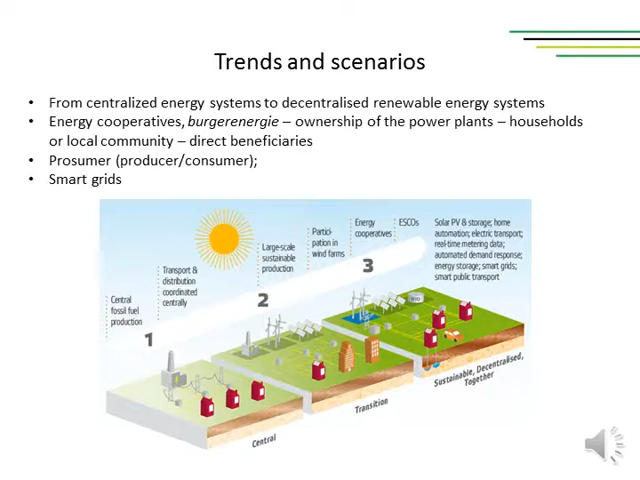 Trends and scenarios
• From centralized energy systems to decentralised renewable energy systems
• Energy cooperatives, burgerenergie – ownership of the power plants – households
or local community – direct beneficiaries
• Prosumer (producer/consumer);
• Smart grids
Central
fossil fuel
production
Transport &
distribution
coordinated
centrally
Large-scale
sustainable
production
Partici-
pation in
wind farms
Energy
cooperatives
ESCOs
Solar PV & storage; home
automation; electric transport;
real-time metering data;
automated demand response;
energy storage; smart grids;
smart public transport
1
2
3
Central
Transition
Sustainable, Decentralised,
Together